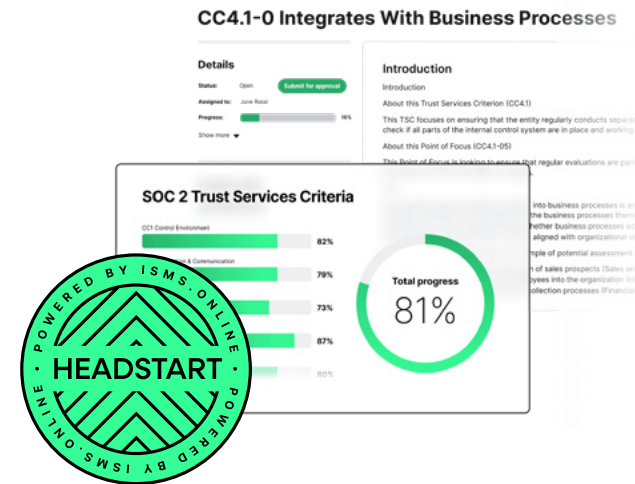 CC4.1-0 Integrates With Business Processes
Details
Status: Open Submit for approval
Assigned to: June Rossi
Progress: 16%
Show more
Introduction
Introduction
About this Trust Services Criterion (CC4.1)
This TSC focuses on ensuring that the entity regularly conducts separa
check if all parts of the internal control system are in place and working
About this Point of Focus (CC4.1-05)
This Point of Focus is looking to ensure that regular evaluations are part
into business processes is an
the business processes them
hether business processes ac
aligned with organizational o
mple of potential assessment
n of sales prospects (Sales an
oyees into the organization (H
ollection processes (Financia
SOC 2 Trust Services Criteria
CC1 Control Environment
82%
& Communication
79%
73%
87%
80%
Total progress
81%
POWERED BY ISMS.ONLINE
HEADSTART
POWERED BY ISMS.ONLINE